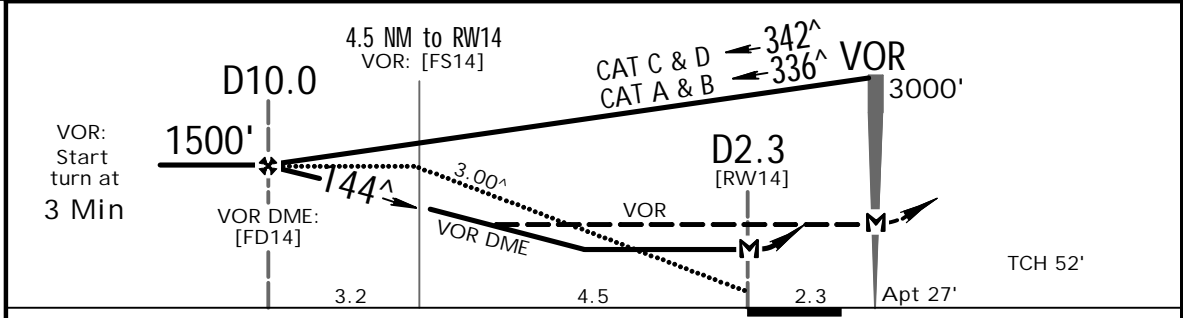 4.5 NM to RW14
VOR: [FS14]
CAT C & D 342^
CAT A & B 336^
VOR
3000'
D10.0
VOR:
Start
turn at
3 Min
1500'
D2.3
[RW14]
3.00^
144^
VOR DME:
[FD14]
VOR
VOR DME
M
M
TCH 52'
3.2
4.5
2.3
Apt 27'